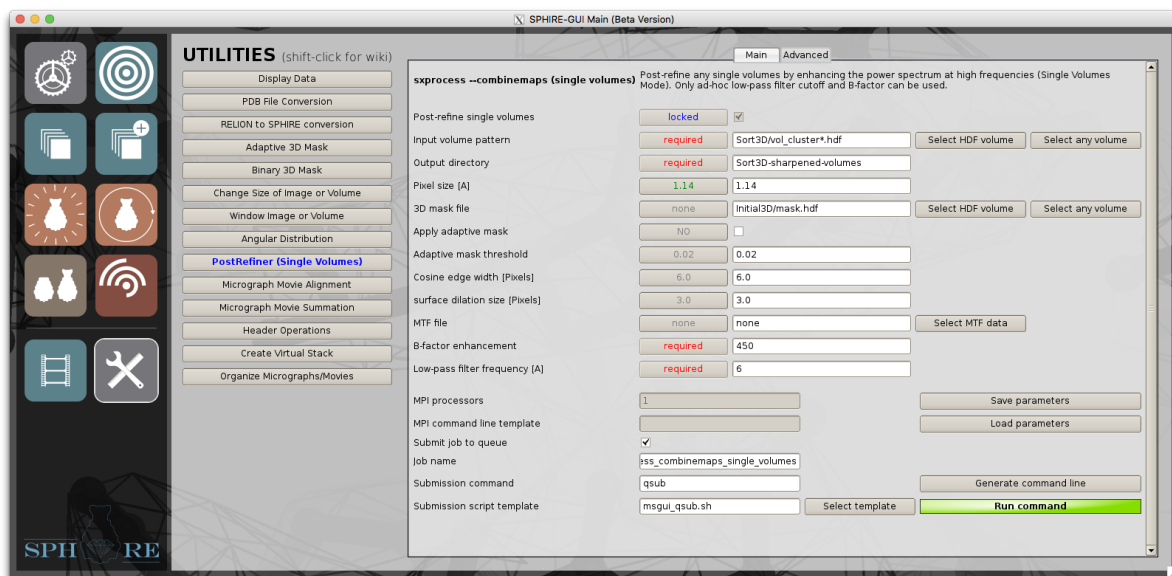 SPHIRE-GUI Main (Beta Version)
UTILITIES (shift-click for wiki)
Display Data
PDB File Conversion
RELION to SPHIRE conversion
Adaptive 3D Mask
Binary 3D Mask
Change Size of Image or Volume
Window Image or Volume
Angular Distribution
PostRefiner (Single Volumes)
Micrograph Movie Alignment
Micrograph Movie Summation
Header Operations
Create Virtual Stack
Organize Micrographs/Movies
SPH RE
Main Advanced
sxprocess --combinemaps (single volumes) Post-refine any single volumes by enhancing the power spectrum at high frequencies (Single Volumes
Mode). Only ad-hoc low-pass filter cutoff and B-factor can be used.
Post-refine single volumes locked
Input volume pattern required Sort3D/vol_cluster*.hdf Select HDF volume Select any volume
Output directory required Sort3D-sharpened-volumes
Pixel size [A] 1.14 1.14
3D mask file none Initial3D/mask.hdf Select HDF volume Select any volume
Apply adaptive mask NO
Adaptive mask threshold 0.02 0.02
Cosine edge width [Pixels] 6.0 6.0
surface dilation size [Pixels] 3.0 3.0
MTF file none none Select MTF data
B-factor enhancement required 450
Low-pass filter frequency [A] required 6
MPI processors 1 Save parameters
MPI command line template Load parameters
Submit job to queue
Job name ess_combinemaps_single_volumes
Submission command qsub Generate command line
Submission script template msgui_qsub.sh Select template Run command